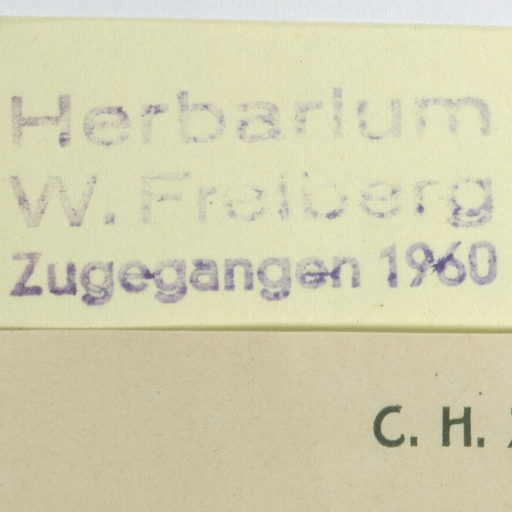 Herbarium
W. Freiberg
Zugegangen 1960
C. H.